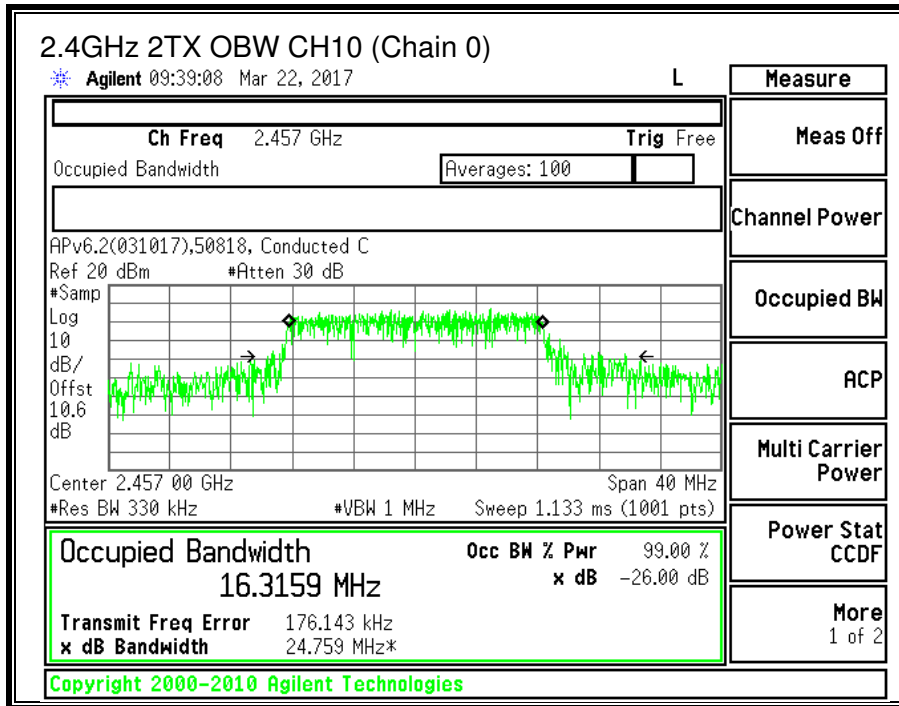 2.4GHz 2TX OBW CH10 (Chain 0)
Agilent 09:39:08 Mar 22, 2017 L
Measure
Ch Freq 2.457 GHz Trig Free
Meas Off
Occupied Bandwidth Averages: 100
Channel Power
APv6.2(031017),50818, Conducted C
Ref 20 dBm #Atten 30 dB
#Samp
Log
10
dB/
Offst
10.6
dB
Occupied BW
ACP
Multi Carrier
Power
Center 2.457 00 GHz Span 40 MHz
#Res BW 330 kHz #VBW 1 MHz Sweep 1.133 ms (1001 pts)
Power Stat
CCDF
Occupied Bandwidth Occ BW % Pwr 99.00 %
16.3159 MHz x dB -26.00 dB
Transmit Freq Error 176.143 kHz
x dB Bandwidth 24.759 MHz*
More
1 of 2
Copyright 2000-2010 Agilent Technologies